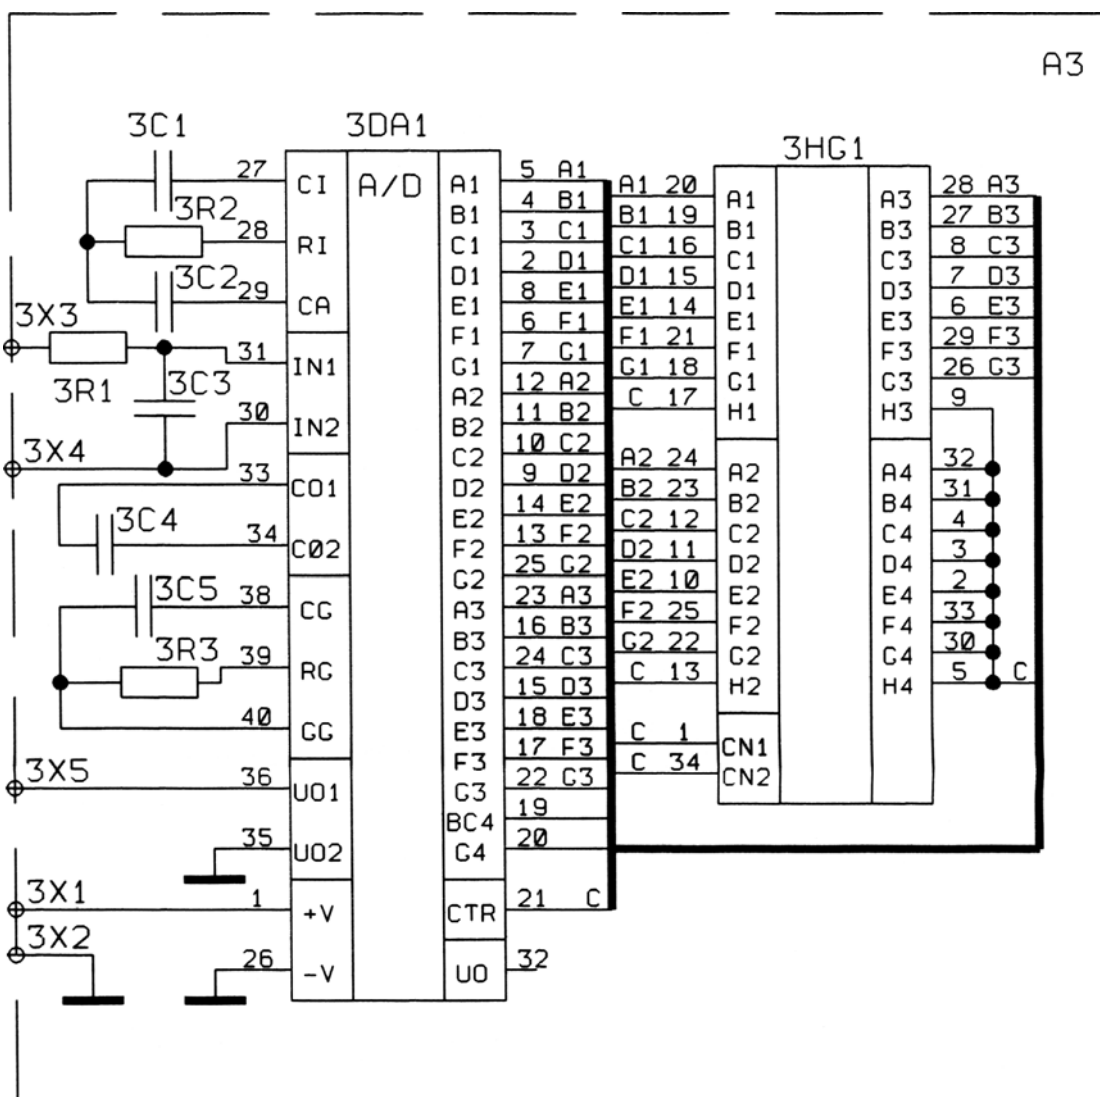 A3
3C1
3DA1
3HG1
27 CI A/D A1 5 A1
A1 20 A1 A3 28 A3
3R2
B1 4 B1
B1 19 B1 B3 27 B3
28 RI C1 3 C1
C1 16 C1 C3 8 C3
3C2
D1 2 D1
D1 15 D1 D3 7 D3
29 CA E1 8 E1
E1 14 E1 E3 6 E3
3X3
F1 6 F1
F1 21 F1 F3 29 F3
31 IN1 G1 7 G1
G1 18 G1 G3 26 G3
3R1 3C3
A2 12 A2
C 17 H1 H3 9
30 IN2 B2 11 B2
3X4
C2 10 C2
A2 24 A2 A4 32
33 CO1 D2 9 D2
B2 23 B2 B4 31
3C4
E2 14 E2
C2 12 C2 C4 4
34 CØ2 F2 13 F2
D2 11 D2 D4 3
G2 25 G2
E2 10 E2 E4 2
3C5
38 CG A3 23 A3
F2 25 F2 F4 33
3R3
B3 16 B3
G2 22 G2 G4 30
39 RG C3 24 C3
C 13 H2 H4 5 C
D3 15 D3
40 GG E3 18 E3
C 1 CN1
F3 17 F3
C 34 CN2
3X5
36 UO1 G3 22 G3
BC4 19
35 UO2 G4 20
3X1
1 +V CTR 21 C
3X2
26 -V UO 32